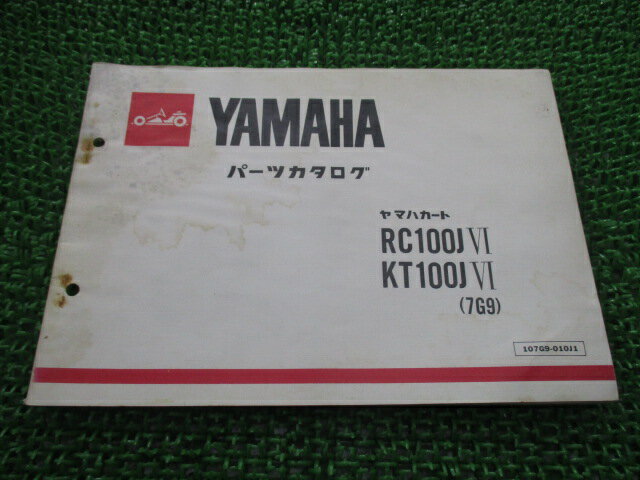 YAMAHA
パーツカタログ
ヤマハカート
RC100J VI
KT100J VI
(7G9)
107G9-010J1